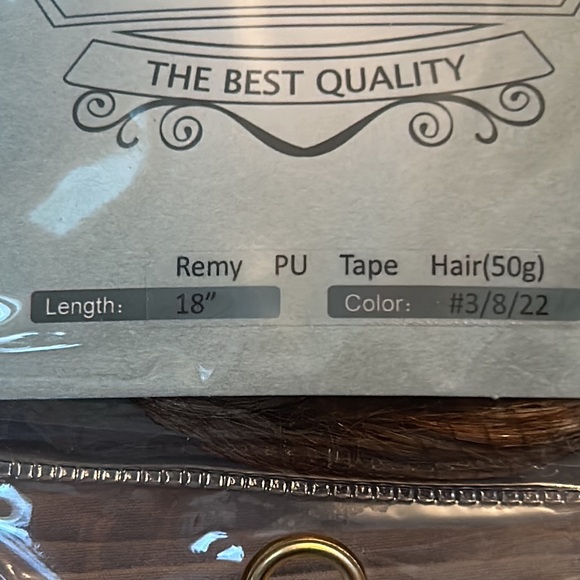 THE BEST QUALITY
Remy PU Tape Hair(50g)
Length: 18” Color: #3/8/22